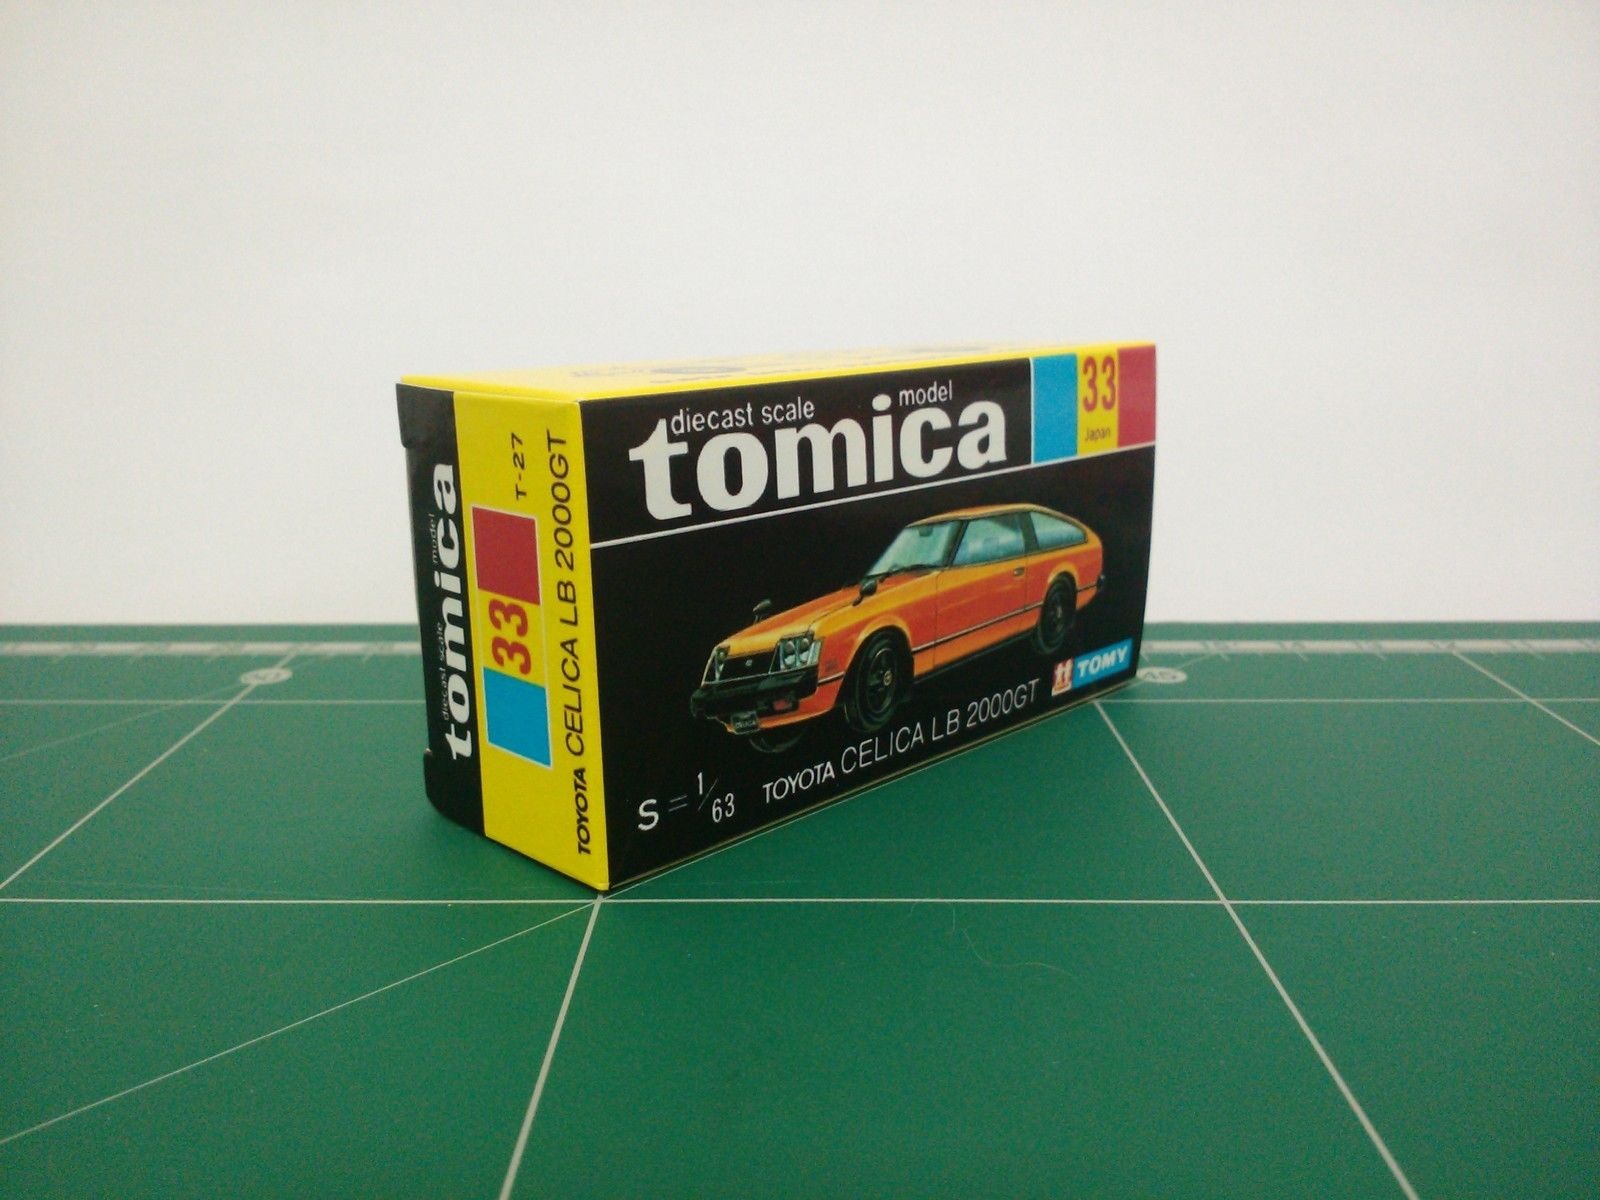 diecast scale model
tomica
33
Japan
S = 1/63
TOYOTA CELICA LB 2000GT
TOMY
CELICA
diecast scale model
tomica
T-27
33
TOYOTA CELICA LB 2000GT